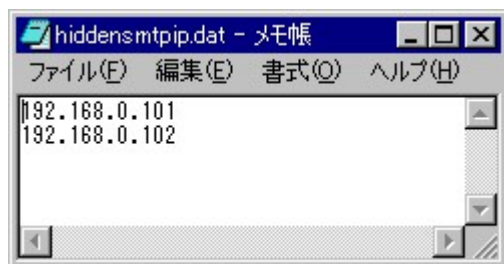 hiddensmtpip.dat - メモ帳
ファイル(F) 編集(E) 書式(O) ヘルプ(H)
192.168.0.101
192.168.0.102